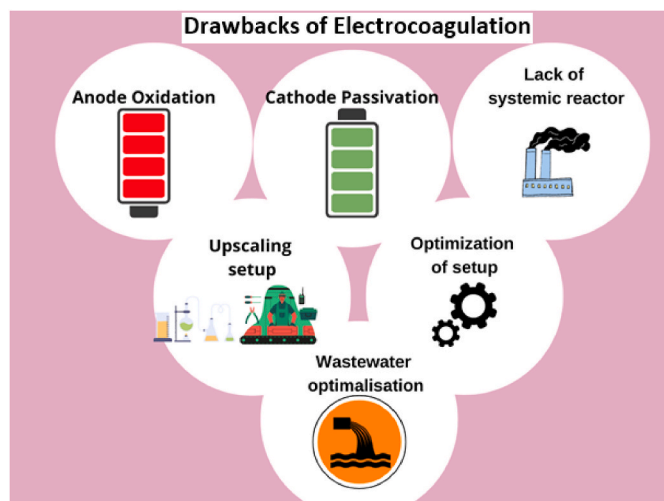 Drawbacks of Electrocoagulation
Anode Oxidation
Cathode Passivation
Lack of
systemic reactor
Upscaling
setup
Optimization
of setup
Wastewater
optimalisation